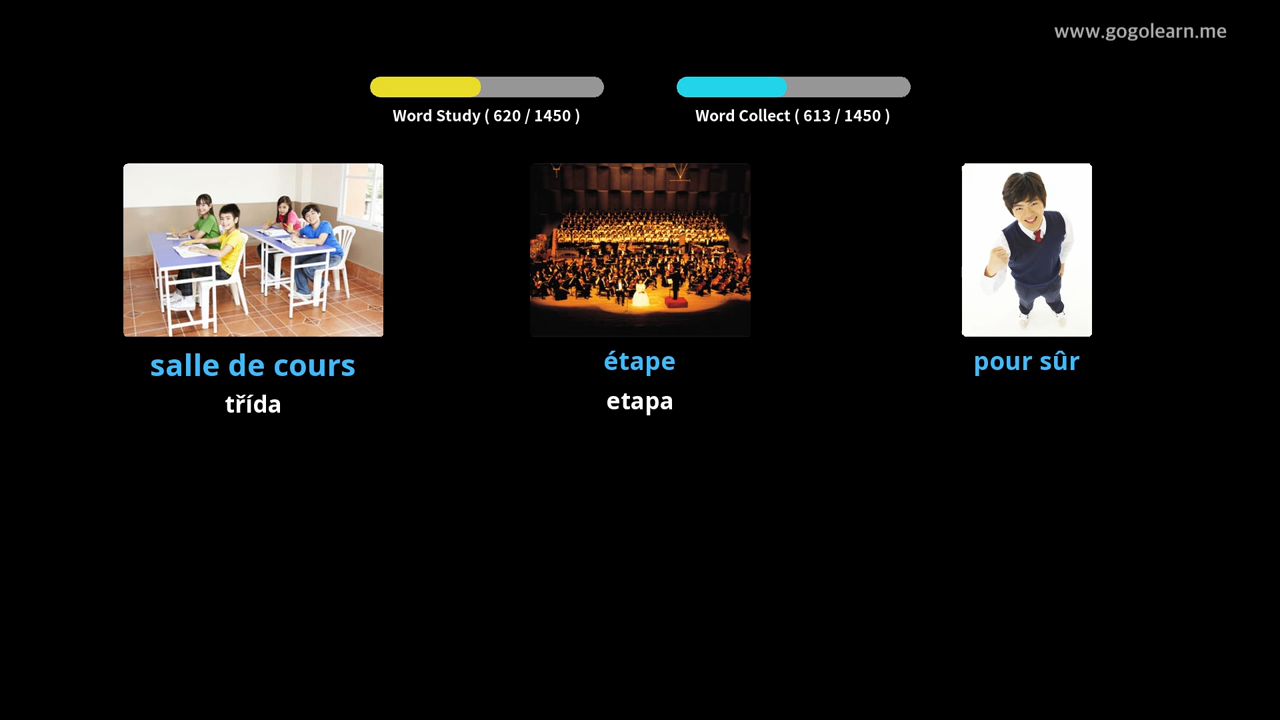 www.gogolearn.me
Word Study ( 620 / 1450 )
Word Collect ( 613 / 1450 )
salle de cours
třída
étape
etapa
pour sûr